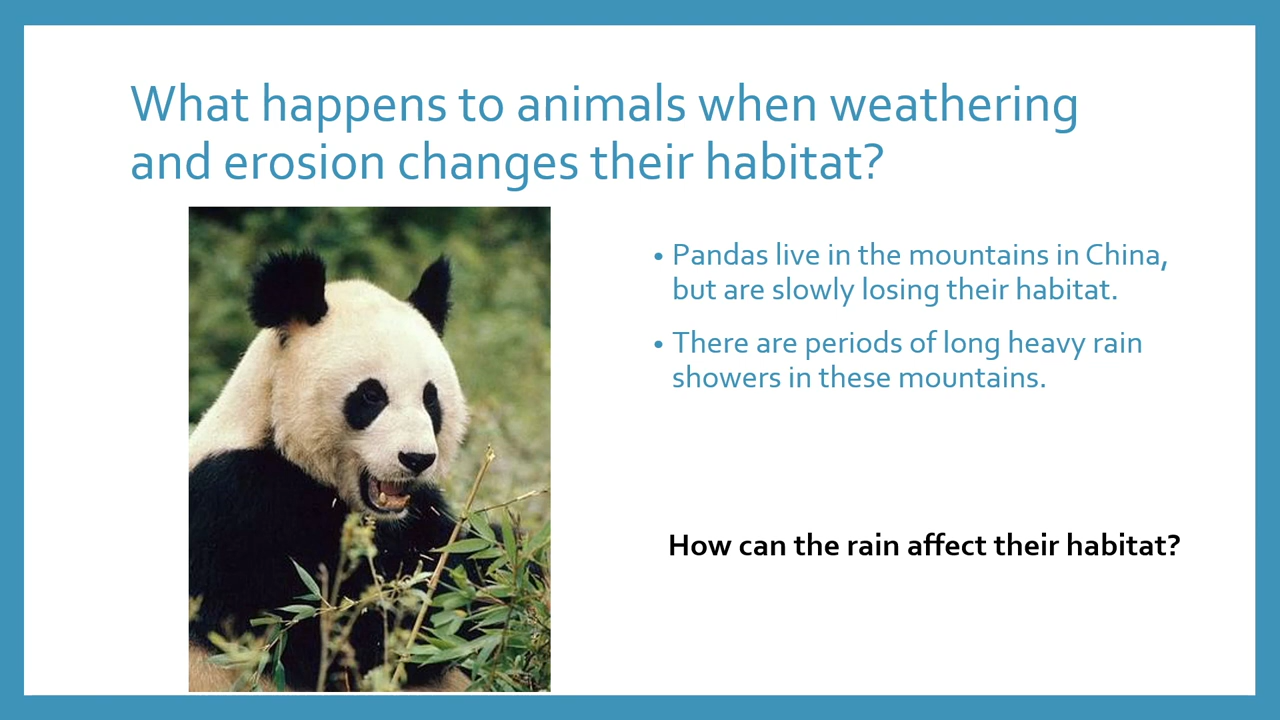 What happens to animals when weathering
and erosion changes their habitat?
• Pandas live in the mountains in China,
but are slowly losing their habitat.
• There are periods of long heavy rain
showers in these mountains.
How can the rain affect their habitat?